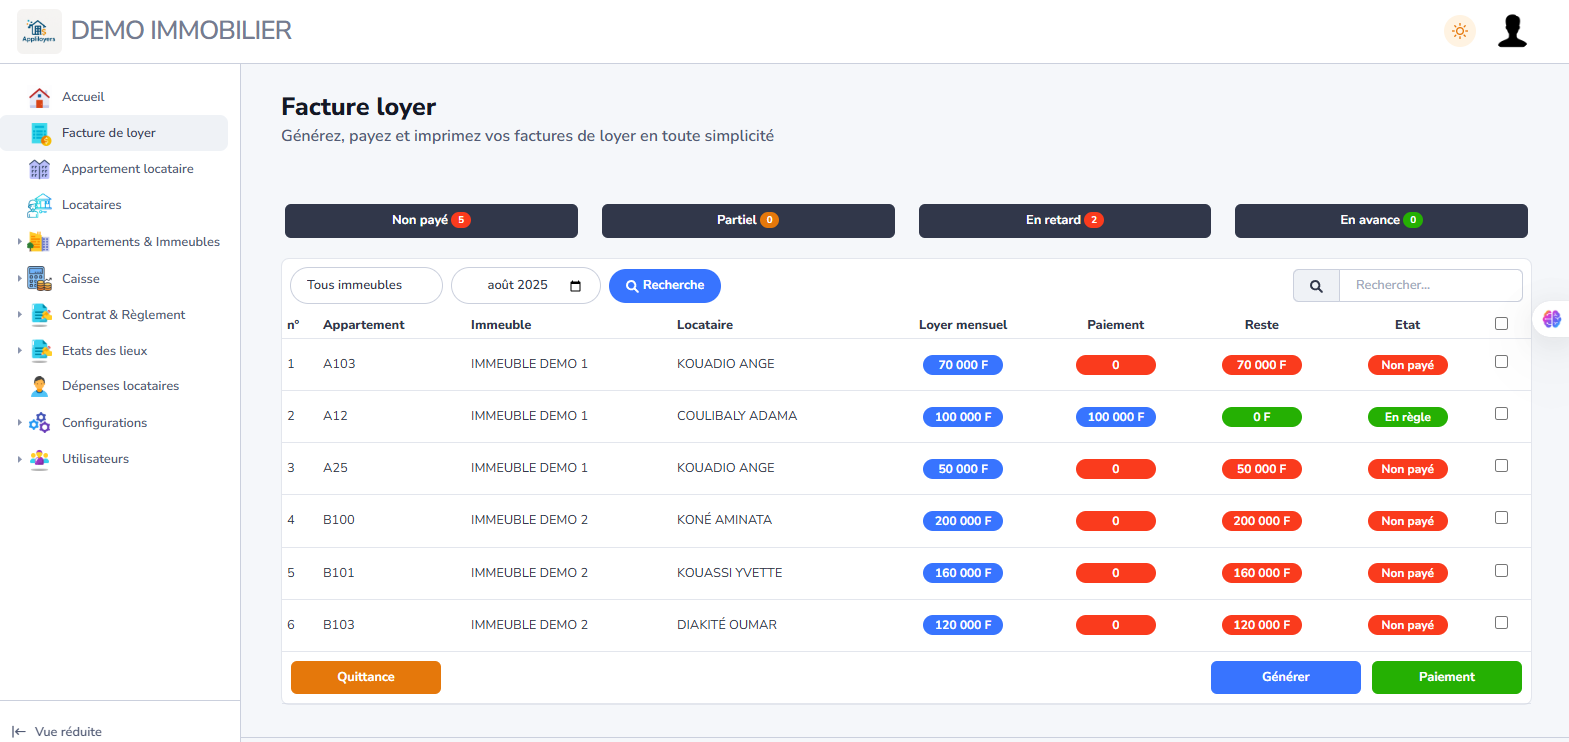 Appliloyers
DEMO IMMOBILIER
Accueil
Facture de loyer
Appartement locataire
Locataires
Appartements & Immeubles
Caisse
Contrat & Règlement
Etats des lieux
Dépenses locataires
Configurations
Utilisateurs
Vue réduite
Facture loyer
Générez, payez et imprimez vos factures de loyer en toute simplicité
Non payé 5 Partiel 0 En retard 2 En avance 0
Tous immeubles août 2025 Recherche Rechercher...
n° Appartement Immeuble Locataire Loyer mensuel Paiement Reste Etat
1 A103 IMMEUBLE DEMO 1 KOUADIO ANGE 70 000 F 0 70 000 F Non payé
2 A12 IMMEUBLE DEMO 1 COULIBALY ADAMA 100 000 F 100 000 F 0 F En règle
3 A25 IMMEUBLE DEMO 1 KOUADIO ANGE 50 000 F 0 50 000 F Non payé
4 B100 IMMEUBLE DEMO 2 KONÉ AMINATA 200 000 F 0 200 000 F Non payé
5 B101 IMMEUBLE DEMO 2 KOUASSI YVETTE 160 000 F 0 160 000 F Non payé
6 B103 IMMEUBLE DEMO 2 DIAKITÉ OUMAR 120 000 F 0 120 000 F Non payé
Quittance Générer Paiement